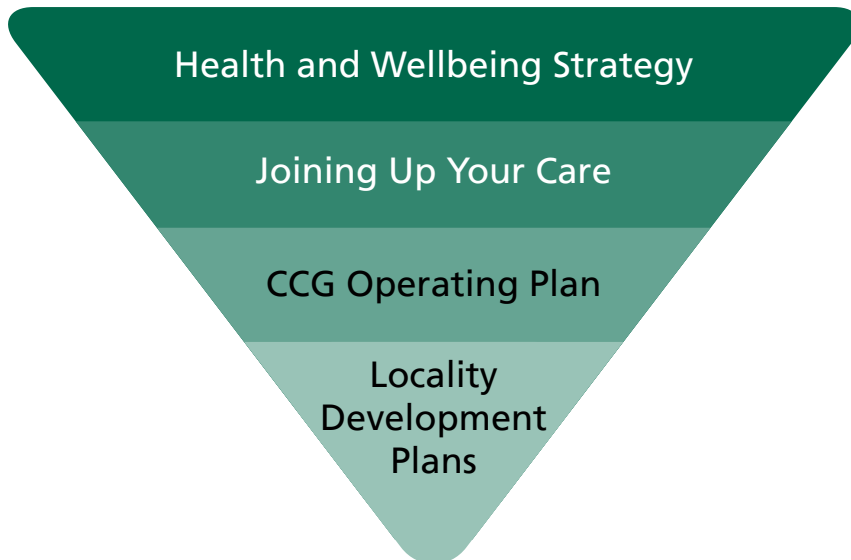 Health and Wellbeing Strategy
Joining Up Your Care
CCG Operating Plan
Locality
Development
Plans